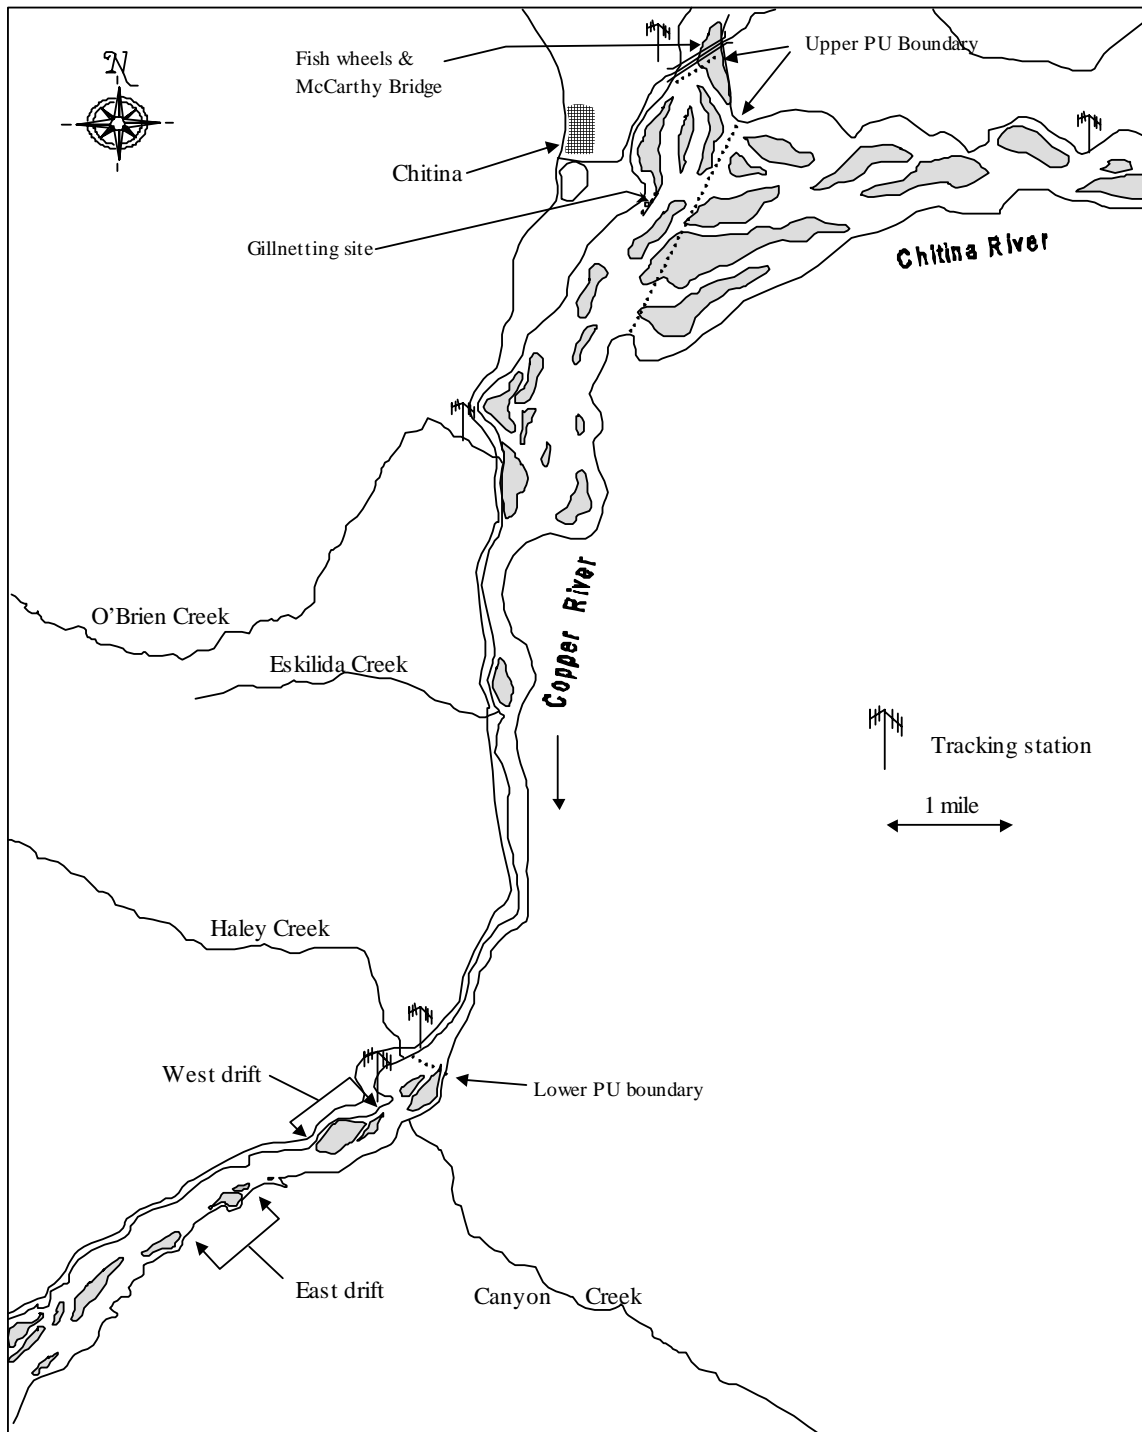 N
Fish wheels &
McCarthy Bridge
Upper PU Boundary
Chitina
Gillnetting site
Chitina River
O'Brien Creek
Eskilida Creek
Copper River
Tracking station
1 mile
Haley Creek
West drift
Lower PU boundary
East drift
Canyon Creek